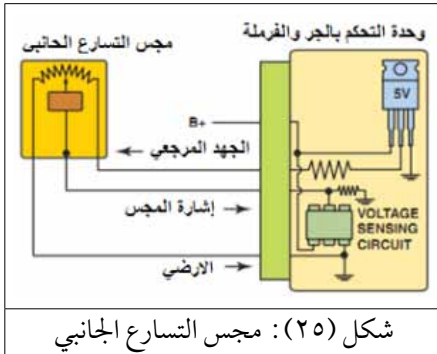 وحدة التحكم بالجر والفرملة
مجس التسارع الجانبي
5V
B+
الجهد المرجعي
إشارة المجس
VOLTAGE
SENSING
CIRCUIT
الارضي
شكل (٢٥): مجس التسارع الجانبي